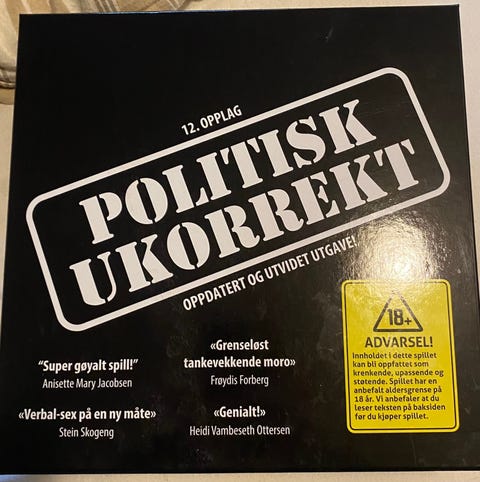 12. OPPLAG
POLITISK
UKORREKT
OPPDATERT OG UTVIDET UTGAVE!
“Super gøyalt spill!”
Anisette Mary Jacobsen
«Grenseløst
tankevekkende moro»
Frøydis Forberg
«Verbal-sex på en ny måte»
Stein Skogeng
«Genialt!»
Heidi Vambeseth Ottersen
18+
ADVARSEL!
Innholdet i dette spillet
kan bli oppfattet som
krenkende, upassende og
støtende. Spillet har en
anbefalt aldersgrense på
18 år. Vi anbefaler at du
leser teksten på baksiden
før du kjøper spillet.